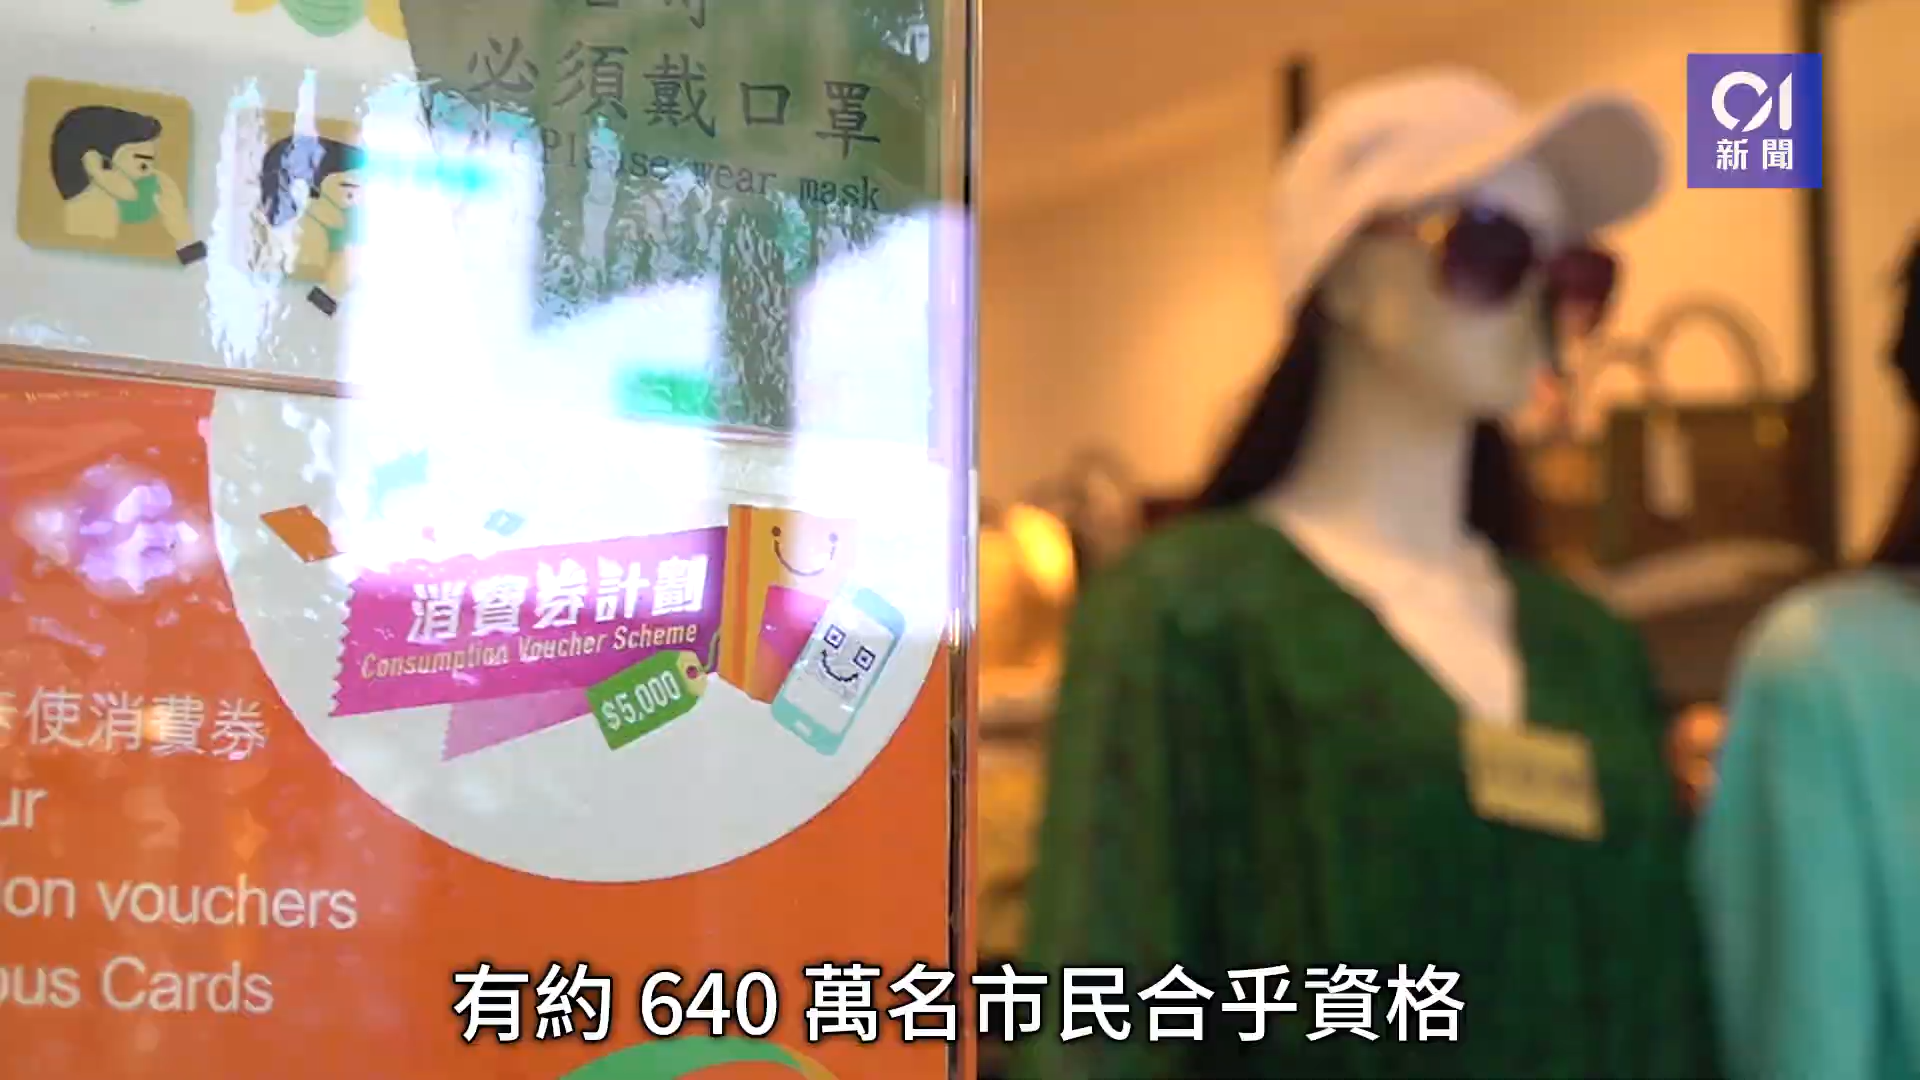 必須戴口罩
Please wear mask
01
新聞
消費券計劃
Consumption Voucher Scheme
$5,000
使消費券
ur
on vouchers
ous Cards
有約 640 萬名市民合乎資格